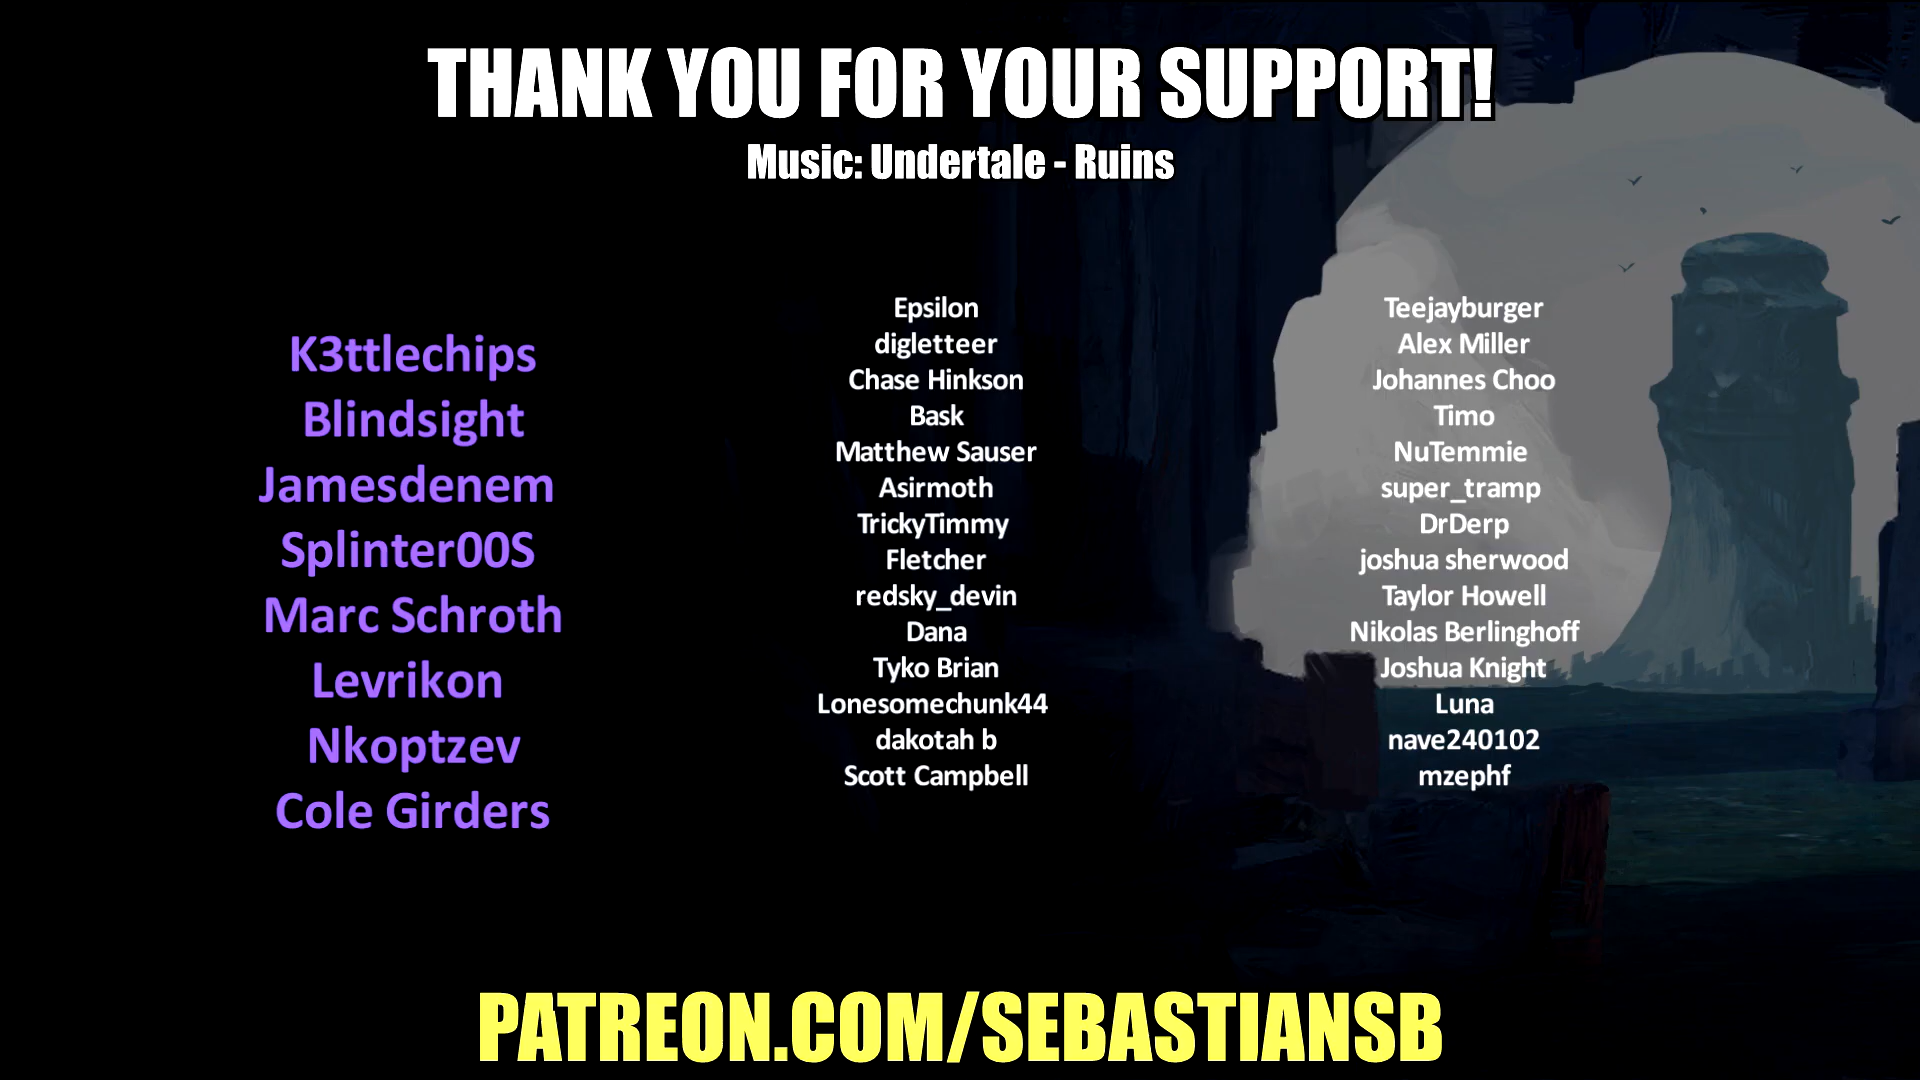 THANK YOU FOR YOUR SUPPORT!
Music: Undertale - Ruins
K3ttlechips
Blindsight
Jamesdenem
Splinter00S
Marc Schroth
Levrikon
Nkoptzev
Cole Girders
Epsilon
digletteer
Chase Hinkson
Bask
Matthew Sauser
Asirmoth
TrickyTimmy
Fletcher
redsky_devin
Dana
Tyko Brian
Lonesomechunk44
dakotah b
Scott Campbell
Teejayburger
Alex Miller
Johannes Choo
Timo
NuTemmie
super_tramp
DrDerp
joshua sherwood
Taylor Howell
Nikolas Berlinghoff
Joshua Knight
Luna
nave240102
mzephf
PATREON.COM/SEBASTIANSB